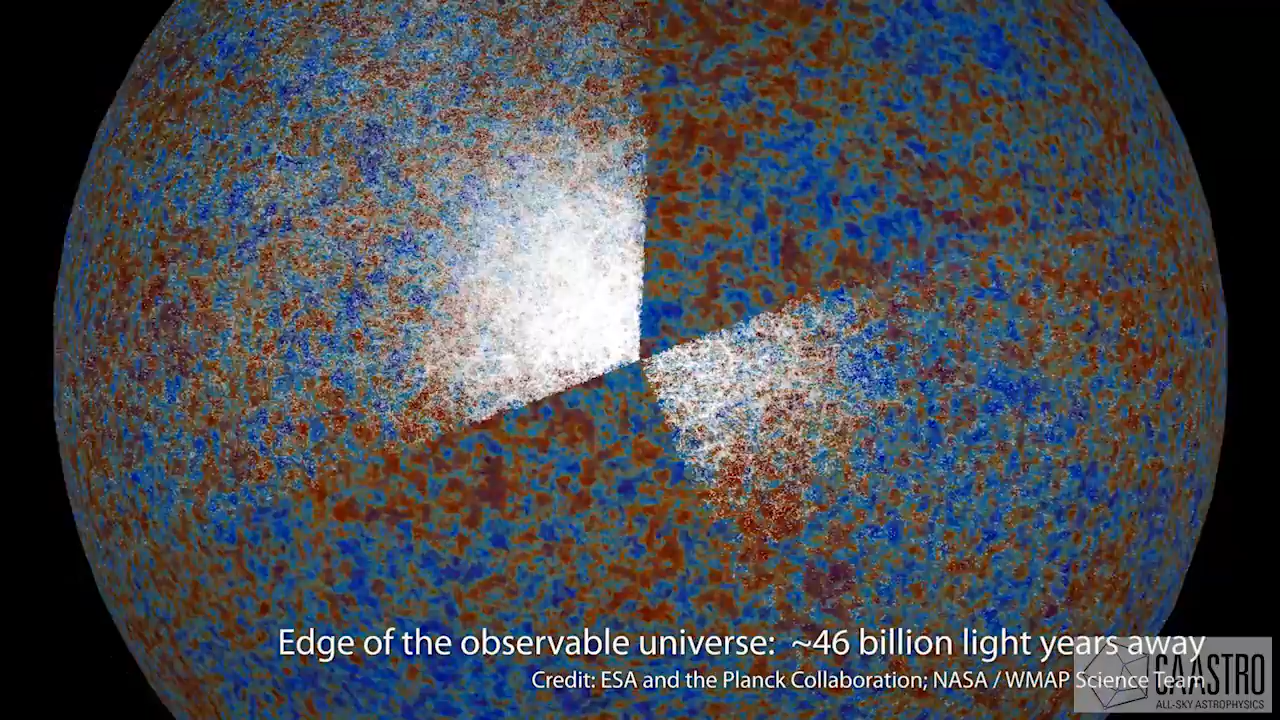 Edge of the observable universe: ~46 billion light years away
Credit: ESA and the Planck Collaboration; NASA / WMAP Science Team
CAASTRO
ALL-SKY ASTROPHYSICS